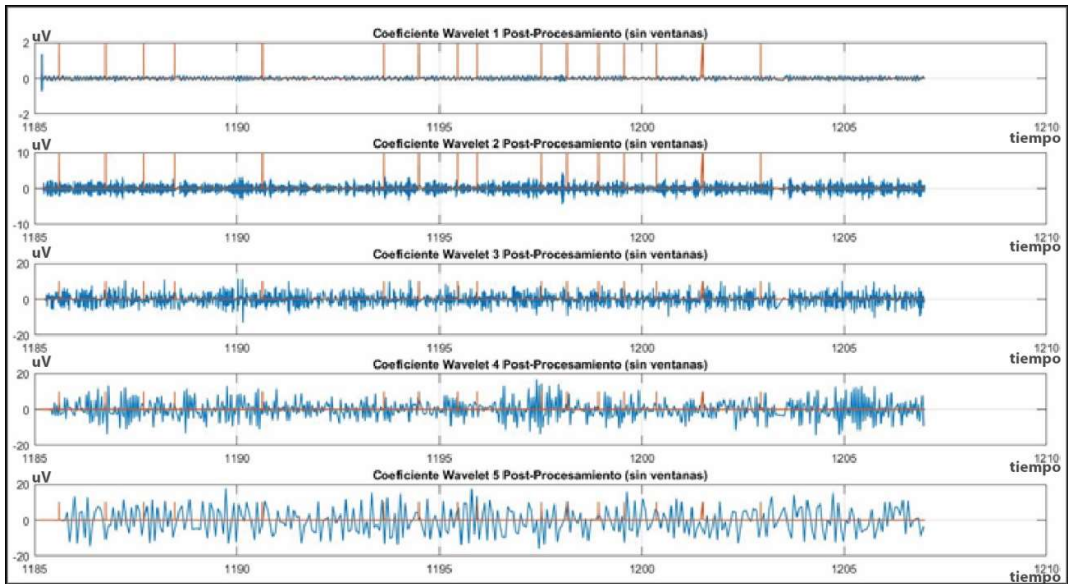 uV
Coeficiente Wavelet 1 Post-Procesamiento (sin ventanas)
2
0
-2
1185 1190 1195 1200 1205 1210
tiempo
uV
Coeficiente Wavelet 2 Post-Procesamiento (sin ventanas)
10
0
-10
1185 1190 1195 1200 1205 1210
tiempo
uV
Coeficiente Wavelet 3 Post-Procesamiento (sin ventanas)
20
0
-20
1185 1190 1195 1200 1205 1210
tiempo
uV
Coeficiente Wavelet 4 Post-Procesamiento (sin ventanas)
20
0
-20
1185 1190 1195 1200 1205 1210
tiempo
uV
Coeficiente Wavelet 5 Post-Procesamiento (sin ventanas)
20
0
-20
1185 1190 1195 1200 1205 1210
tiempo